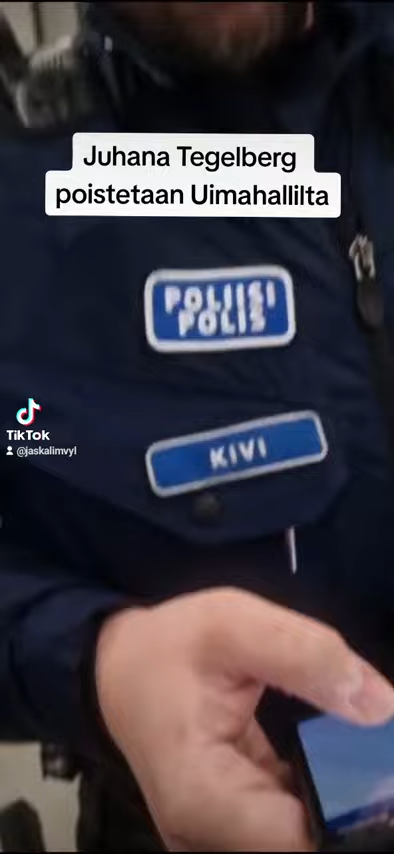 Juhana Tegelberg
poistetaan Uimahallilta
POLIISI
POLIS
TikTok
@jaskalimvyl
KIVI